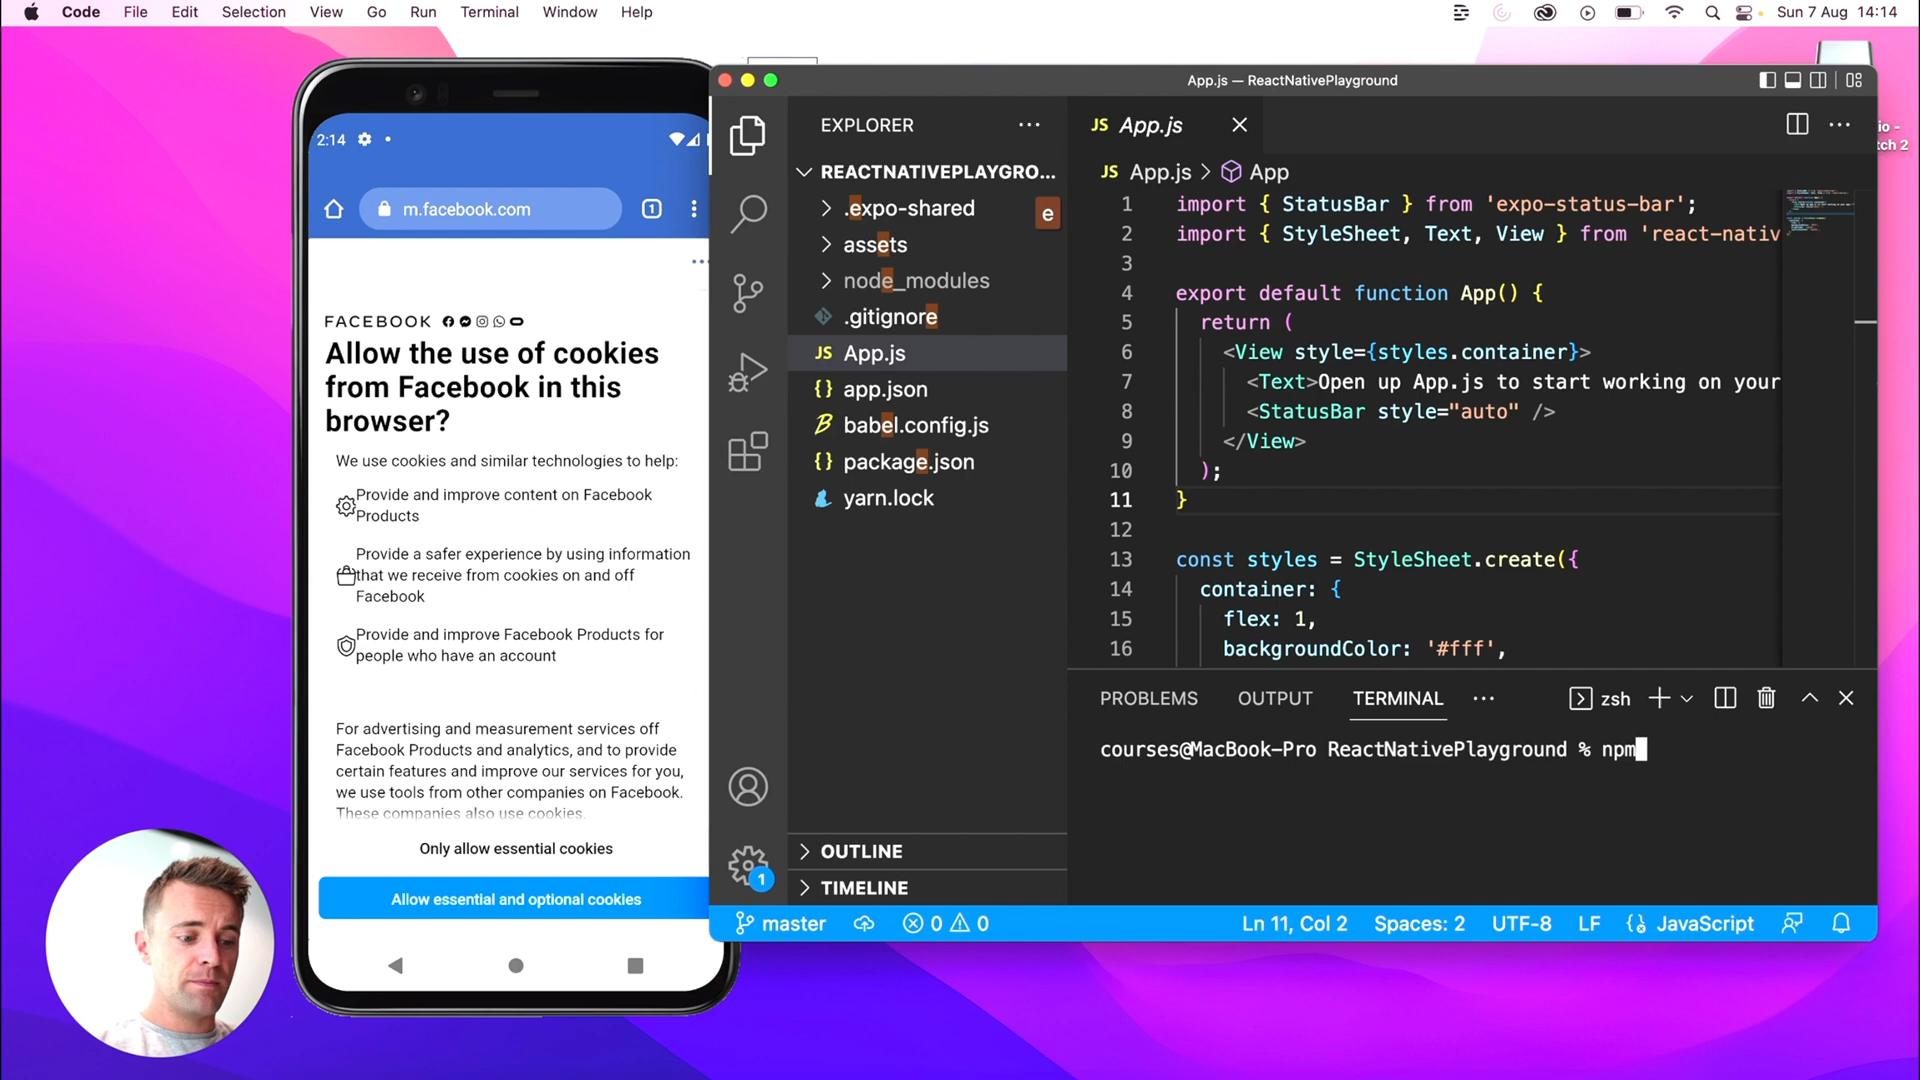 Code File Edit Selection View Go Run Terminal Window Help
Sun 7 Aug 14:14
2:14
m.facebook.com
1
FACEBOOK
Allow the use of cookies
from Facebook in this
browser?
We use cookies and similar technologies to help:
Provide and improve content on Facebook
Products
Provide a safer experience by using information
that we receive from cookies on and off
Facebook
Provide and improve Facebook Products for
people who have an account
For advertising and measurement services off
Facebook Products and analytics, and to provide
certain features and improve our services for you,
we use tools from other companies on Facebook.
These companies also use cookies.
Only allow essential cookies
Allow essential and optional cookies
App.js — ReactNativePlayground
EXPLORER
REACTNATIVEPLAYGRO...
.expo-shared
e
assets
node_modules
.gitignore
JS App.js
{} app.json
babel.config.js
{} package.json
yarn.lock
OUTLINE
TIMELINE
1
JS App.js
JS App.js > App
1 import { StatusBar } from 'expo-status-bar';
2 import { StyleSheet, Text, View } from 'react-nativ
3
4 export default function App() {
5 return (
6 <View style={styles.container}>
7 <Text>Open up App.js to start working on your
8 <StatusBar style="auto" />
9 </View>
10 );
11 }
12
13 const styles = StyleSheet.create({
14 container: {
15 flex: 1,
16 backgroundColor: '#fff',
PROBLEMS OUTPUT TERMINAL
zsh
courses@MacBook-Pro ReactNativePlayground % npm
master 0 0
Ln 11, Col 2 Spaces: 2 UTF-8 LF {} JavaScript
io -
tch 2